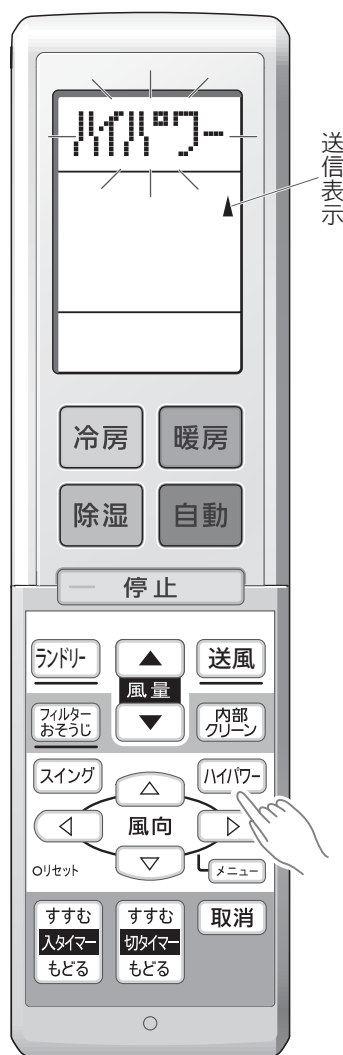 ハイパワー
送信表示
冷房
暖房
除湿
自動
停止
ランドリー
風量
送風
フィルター
おそうじ
内部
クリーン
スイング
ハイパワー
風向
リセット
メニュー
すすむ
入タイマー
もどる
すすむ
切タイマー
もどる
取消